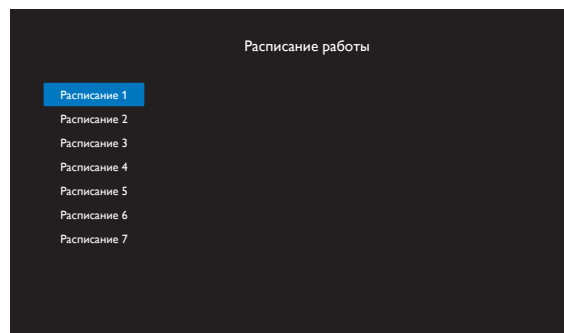 Расписание работы
Расписание 1
Расписание 2
Расписание 3
Расписание 4
Расписание 5
Расписание 6
Расписание 7